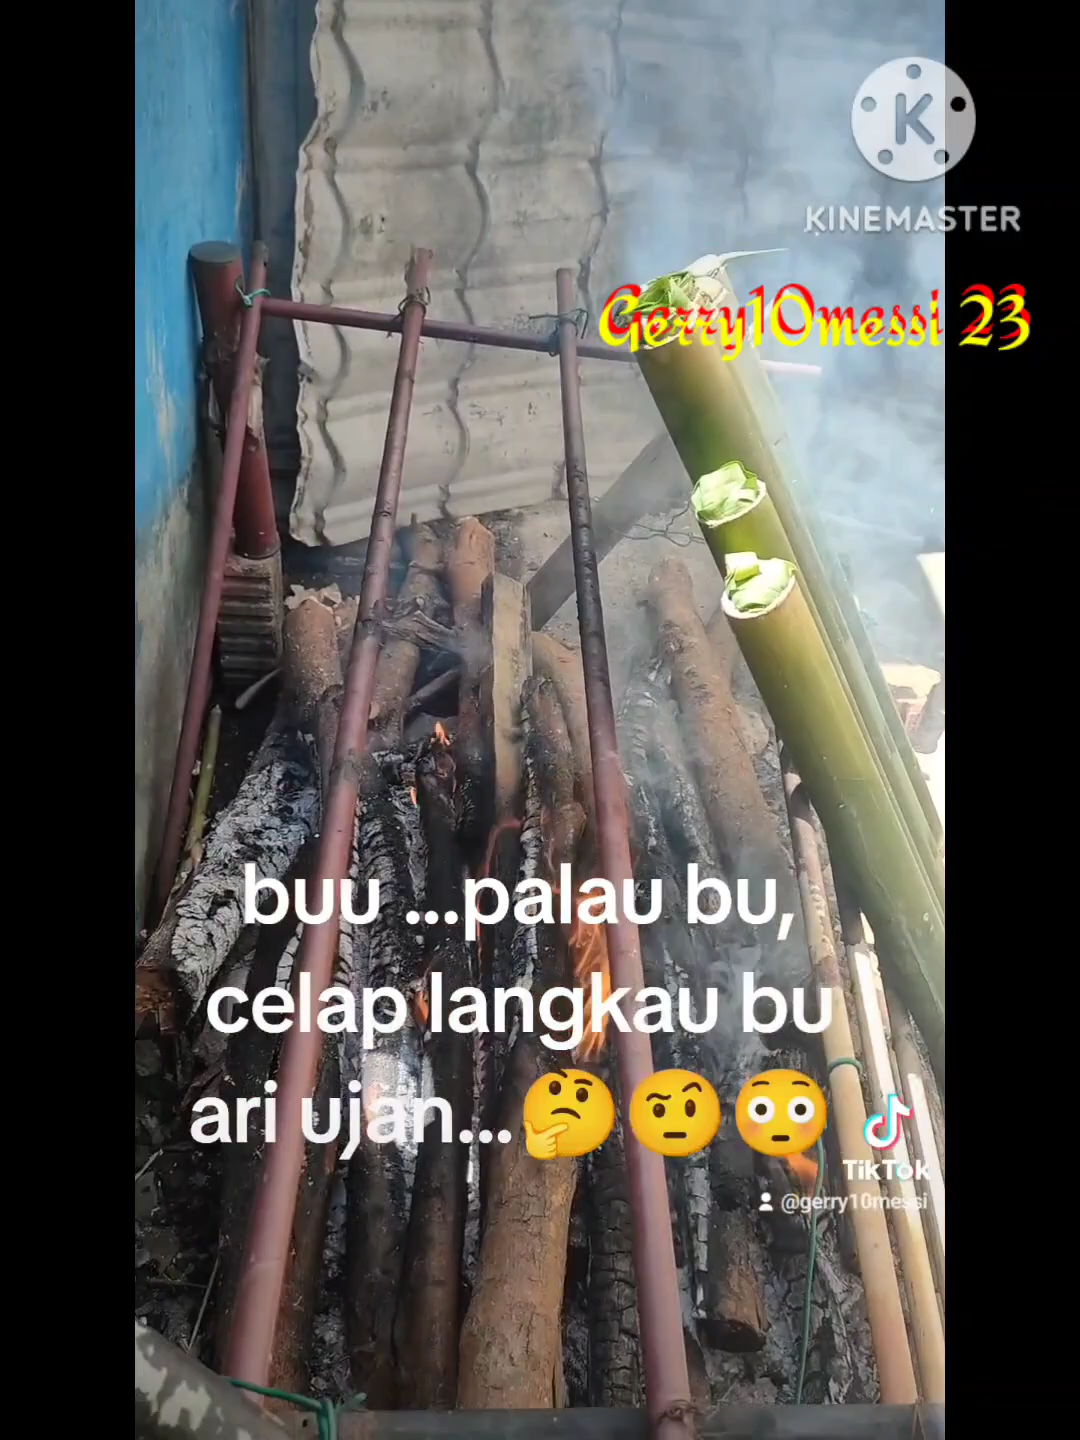 K
KINEMASTER
Gerry10messi 23
buu ...palau bu,
celap langkau bu
ari ujan...🤔🤨😳
TikTok
@gerry10messi